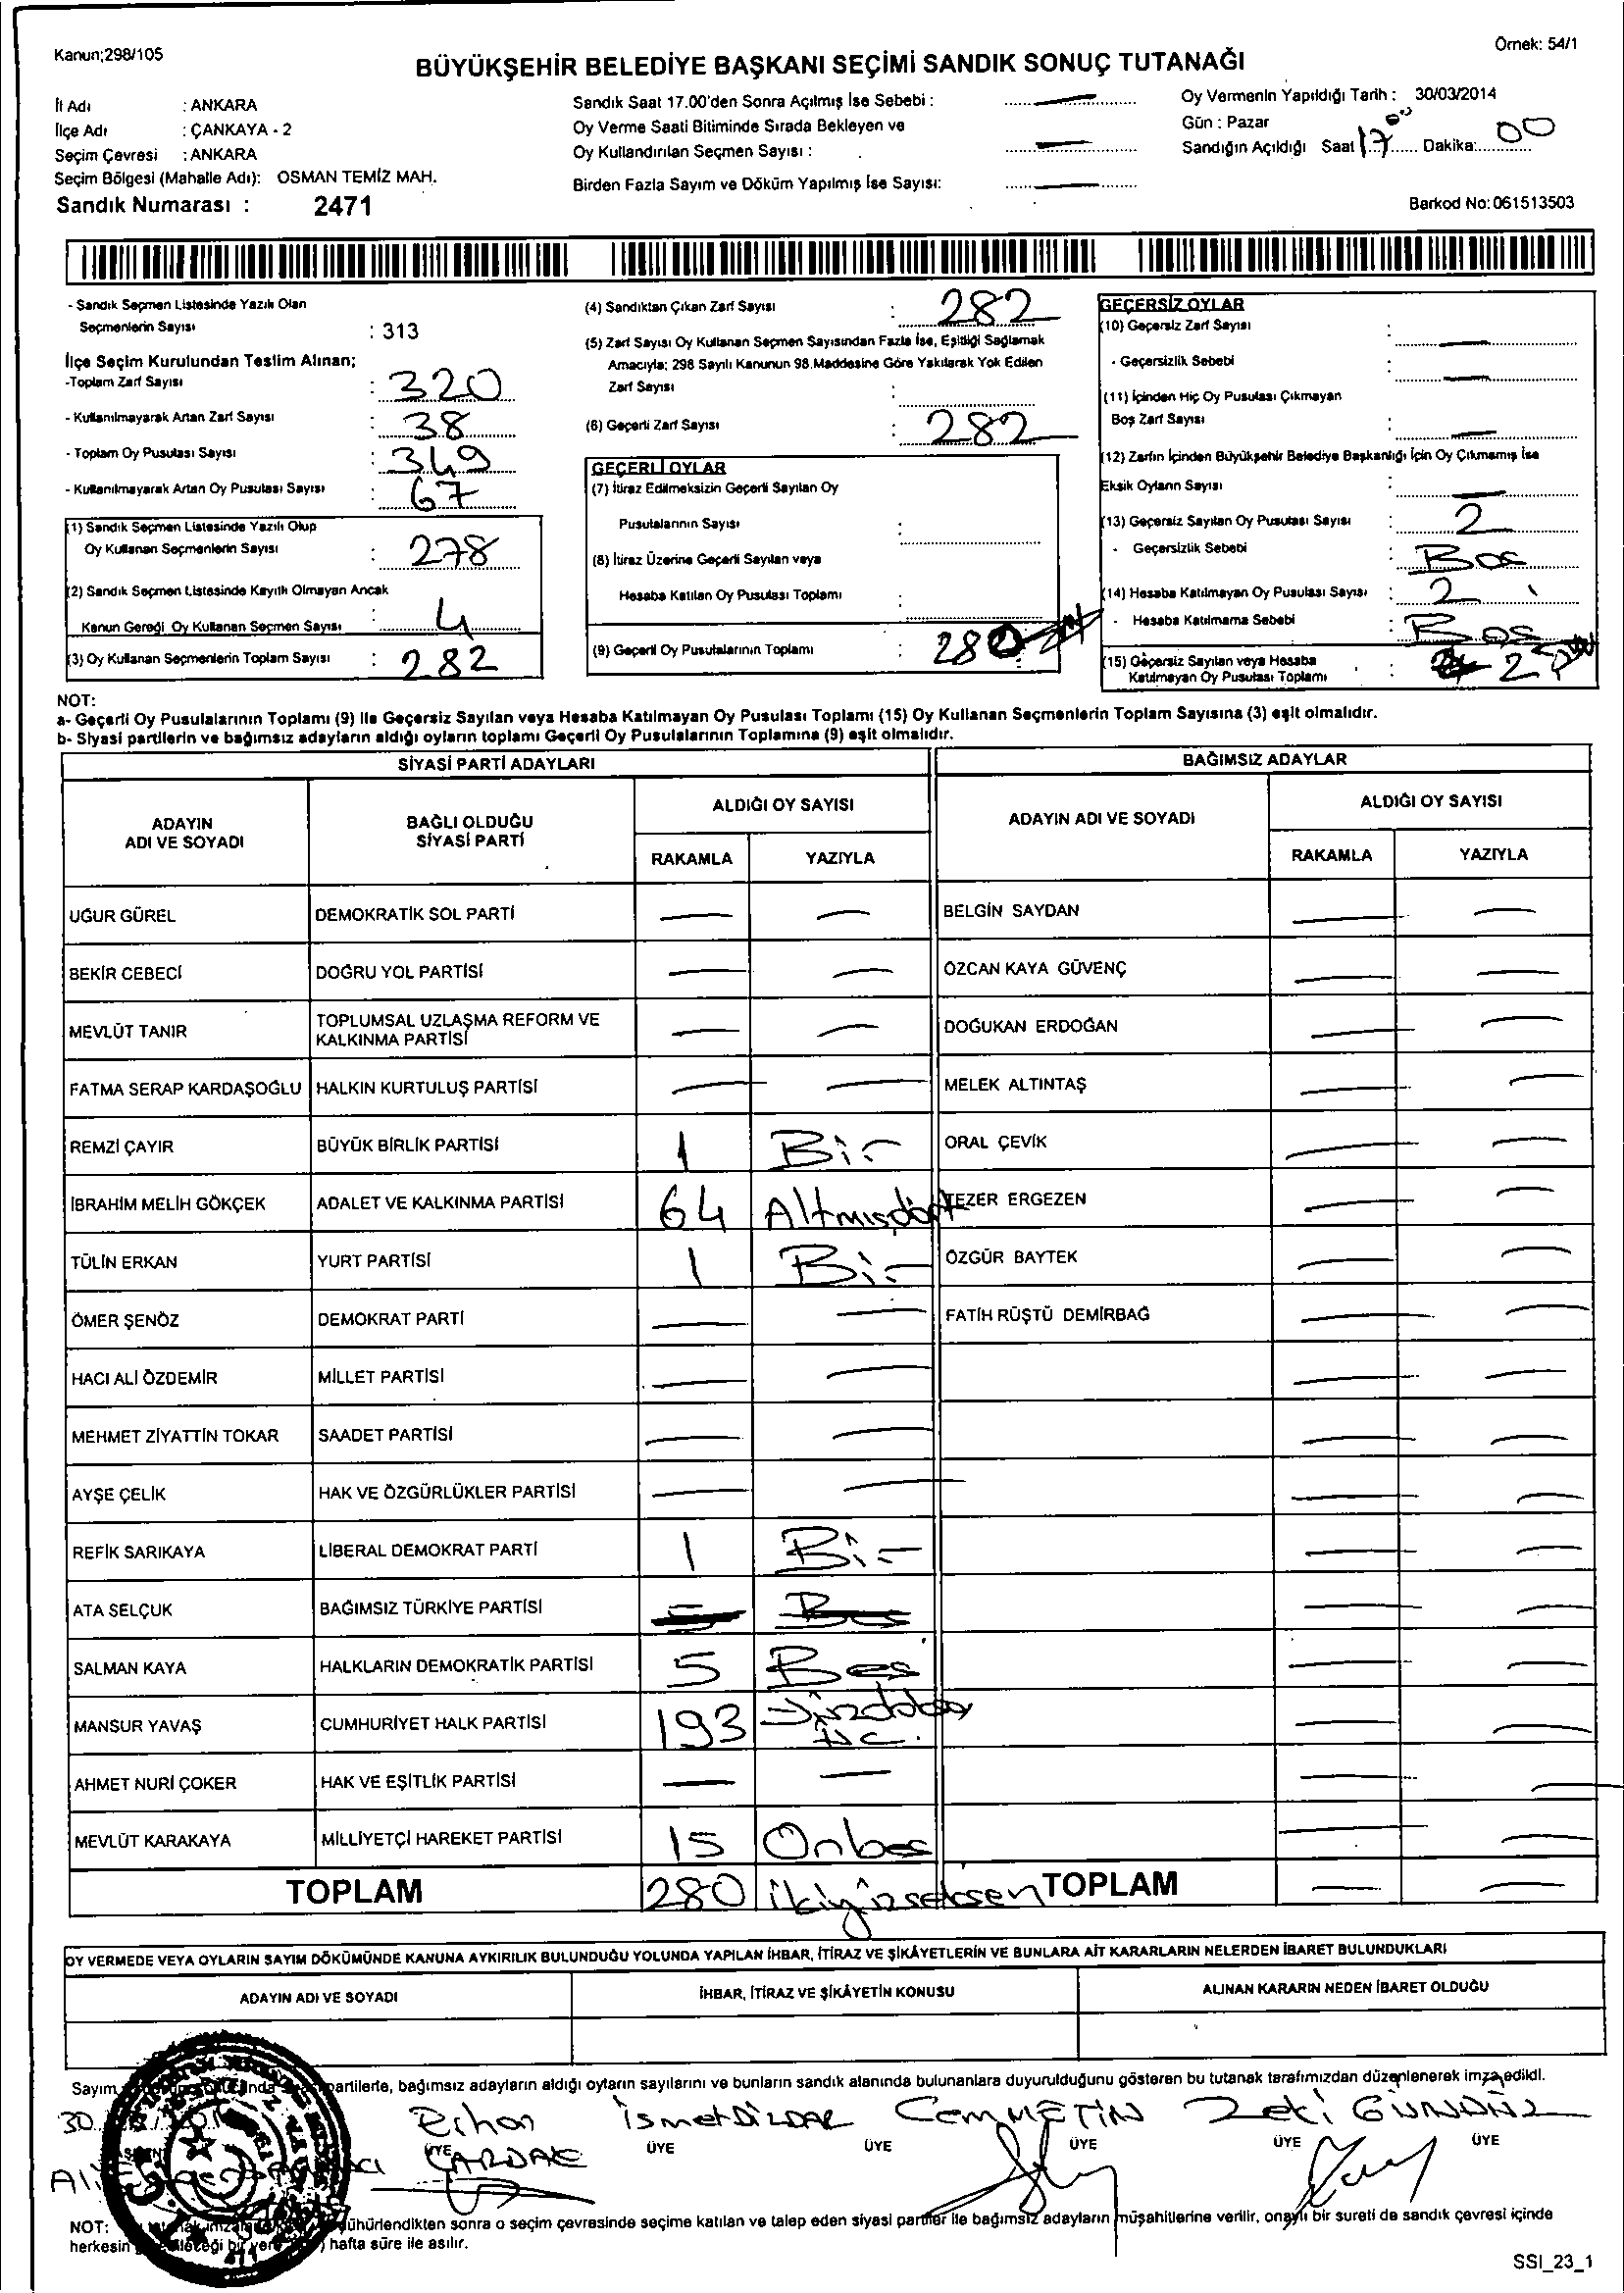 Kanun;298/105
Örnek: 54/1
BÜYÜKŞEHİR BELEDİYE BAŞKANI SEÇİMİ SANDIK SONUÇ TUTANAĞI
İl Adı : ANKARA
İlçe Adı : ÇANKAYA - 2
Seçim Çevresi : ANKARA
Seçim Bölgesi (Mahalle Adı): OSMAN TEMİZ MAH.
Sandık Numarası : 2471
Sandık Saat 17.00'den Sonra Açılmış İse Sebebi :
Oy Verme Saati Bitiminde Sırada Bekleyen ve
Oy Kullandırılan Seçmen Sayısı :
Birden Fazla Sayım ve Döküm Yapılmış İse Sayısı:
Oy Vermenin Yapıldığı Tarih : 30/03/2014
Gün : Pazar
Sandığın Açıldığı Saat 17 00 Dakika: 00
Barkod No:061513503
- Sandık Seçmen Listesinde Yazılı Olan
Seçmenlerin Sayısı : 313
İlçe Seçim Kurulundan Teslim Alınan;
-Toplam Zarf Sayısı : 320
- Kullanılmayarak Artan Zarf Sayısı : 38
- Toplam Oy Pusulası Sayısı : 349
- Kullanılmayarak Artan Oy Pusulası Sayısı : 67
(1) Sandık Seçmen Listesinde Yazılı Olup
Oy Kullanan Seçmenlerin Sayısı : 278
(2) Sandık Seçmen Listesinde Kayıtlı Olmayan Ancak
Kanun Gereği Oy Kullanan Seçmen Sayısı : 4
(3) Oy Kullanan Seçmenlerin Toplam Sayısı : 282
(4) Sandıktan Çıkan Zarf Sayısı : 282
(5) Zarf Sayısı Oy Kullanan Seçmen Sayısından Fazla İse, Eşitliği Sağlamak
Amacıyla; 298 Sayılı Kanunun 98.Maddesine Göre Yakılarak Yok Edilen
Zarf Sayısı :
(6) Geçerli Zarf Sayısı : 282
GEÇERLİ OYLAR
(7) İtiraz Edilmeksizin Geçerli Sayılan Oy
Pusulalarının Sayısı :
(8) İtiraz Üzerine Geçerli Sayılan veya
Hesaba Katılan Oy Pusulası Toplamı :
(9) Geçerli Oy Pusulalarının Toplamı : 280
GEÇERSİZ OYLAR
(10) Geçersiz Zarf Sayısı :
- Geçersizlik Sebebi :
(11) İçinden Hiç Oy Pusulası Çıkmayan
Boş Zarf Sayısı :
(12) Zarfın İçinden Büyükşehir Belediye Başkanlığı İçin Oy Çıkmamış İse
Eksik Oyların Sayısı :
(13) Geçersiz Sayılan Oy Pusulası Sayısı : 2
- Geçersizlik Sebebi : Boş
(14) Hesaba Katılmayan Oy Pusulası Sayısı : 2
- Hesaba Katılmama Sebebi : Boş
(15) Geçersiz Sayılan veya Hesaba
Katılmayan Oy Pusulası Toplamı : 2
NOT:
a- Geçerli Oy Pusulalarının Toplamı (9) ile Geçersiz Sayılan veya Hesaba Katılmayan Oy Pusulası Toplamı (15) Oy Kullanan Seçmenlerin Toplam Sayısına (3) eşit olmalıdır.
b- Siyasi partilerin ve bağımsız adayların aldığı oyların toplamı Geçerli Oy Pusulalarının Toplamına (9) eşit olmalıdır.
SİYASİ PARTİ ADAYLARI
BAĞIMSIZ ADAYLAR
ADAYIN
ADI VE SOYADI
BAĞLI OLDUĞU
SİYASİ PARTİ
ALDIĞI OY SAYISI
RAKAMLA YAZIYLA
ADAYIN ADI VE SOYADI
ALDIĞI OY SAYISI
RAKAMLA YAZIYLA
UĞUR GÜREL DEMOKRATİK SOL PARTİ BELGİN SAYDAN
BEKİR CEBECİ DOĞRU YOL PARTİSİ ÖZCAN KAYA GÜVENÇ
MEVLÜT TANIR TOPLUMSAL UZLAŞMA REFORM VE
KALKINMA PARTİSİ DOĞUKAN ERDOĞAN
FATMA SERAP KARDAŞOĞLU HALKIN KURTULUŞ PARTİSİ MELEK ALTINTAŞ
REMZİ ÇAYIR BÜYÜK BİRLİK PARTİSİ 1 Bir ORAL ÇEVİK
İBRAHİM MELİH GÖKÇEK ADALET VE KALKINMA PARTİSİ 64 Altmışdört TEZER ERGEZEN
TÜLİN ERKAN YURT PARTİSİ 1 Bir ÖZGÜR BAYTEK
ÖMER ŞENÖZ DEMOKRAT PARTİ FATİH RÜŞTÜ DEMİRBAĞ
HACI ALİ ÖZDEMİR MİLLET PARTİSİ
MEHMET ZİYATTİN TOKAR SAADET PARTİSİ
AYŞE ÇELİK HAK VE ÖZGÜRLÜKLER PARTİSİ
REFİK SARIKAYA LİBERAL DEMOKRAT PARTİ 1 Bir
ATA SELÇUK BAĞIMSIZ TÜRKİYE PARTİSİ
SALMAN KAYA HALKLARIN DEMOKRATİK PARTİSİ 5 Beş
MANSUR YAVAŞ CUMHURİYET HALK PARTİSİ 193
AHMET NURİ ÇOKER HAK VE EŞİTLİK PARTİSİ
MEVLÜT KARAKAYA MİLLİYETÇİ HAREKET PARTİSİ 15 Onbeş
TOPLAM 280 ikiyüzseksen TOPLAM
OY VERMEDE VEYA OYLARIN SAYIM DÖKÜMÜNDE KANUNA AYKIRILIK BULUNDUĞU YOLUNDA YAPILAN İHBAR, İTİRAZ VE ŞİKÂYETLERİN VE BUNLARA AİT KARARLARIN NELERDEN İBARET BULUNDUKLARI
ADAYIN ADI VE SOYADI
İHBAR, İTİRAZ VE ŞİKÂYETİN KONUSU
ALINAN KARARIN NEDEN İBARET OLDUĞU
Sayım partilerle, bağımsız adayların aldığı oyların sayılarını ve bunların sandık alanında bulunanlara duyurulduğunu gösteren bu tutanak tarafımızdan düzenlenerek imza edildi.
30. İsmet DİLDAR Cem METİN Zeki GÜNDÜZ
ÜYE ÜYE ÜYE ÜYE ÜYE ÜYE
ÇARDAK
NOT: mühürlendikten sonra o seçim çevresinde seçime katılan ve talep eden siyasi partiler ile bağımsız adayların müşahitlerine verilir, onaylı bir sureti de sandık çevresi içinde
herkesin hafta süre ile asılır.
SSI_23_1